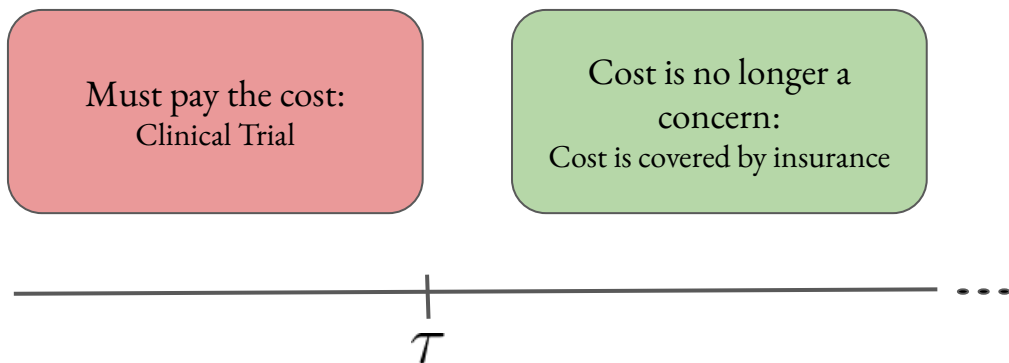 Must pay the cost:
Clinical Trial
Cost is no longer a
concern:
Cost is covered by insurance
τ